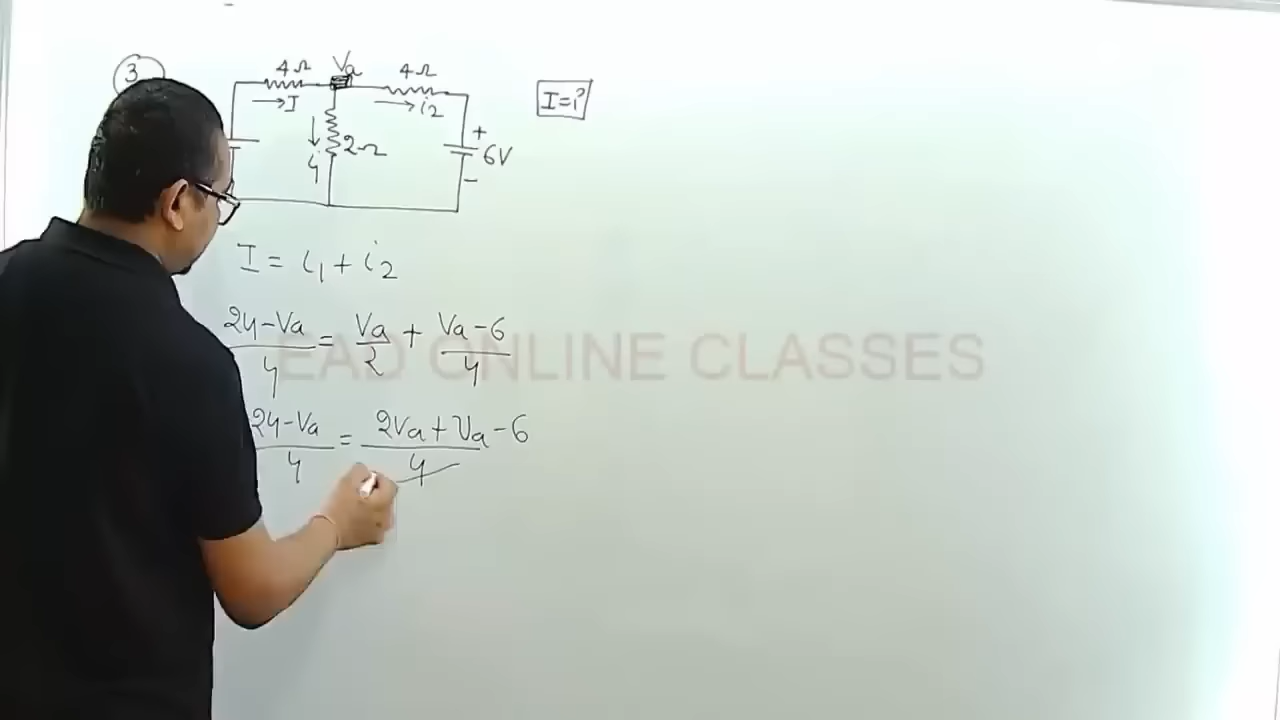 3
4Ω Va 4Ω
I i2 I=i?
i1 2Ω + 6V -
I = i1 + i2
24-Va/4 = Va/2 + Va-6/4
24-Va/4 = 2Va+Va-6/4
LEAD ONLINE CLASSES